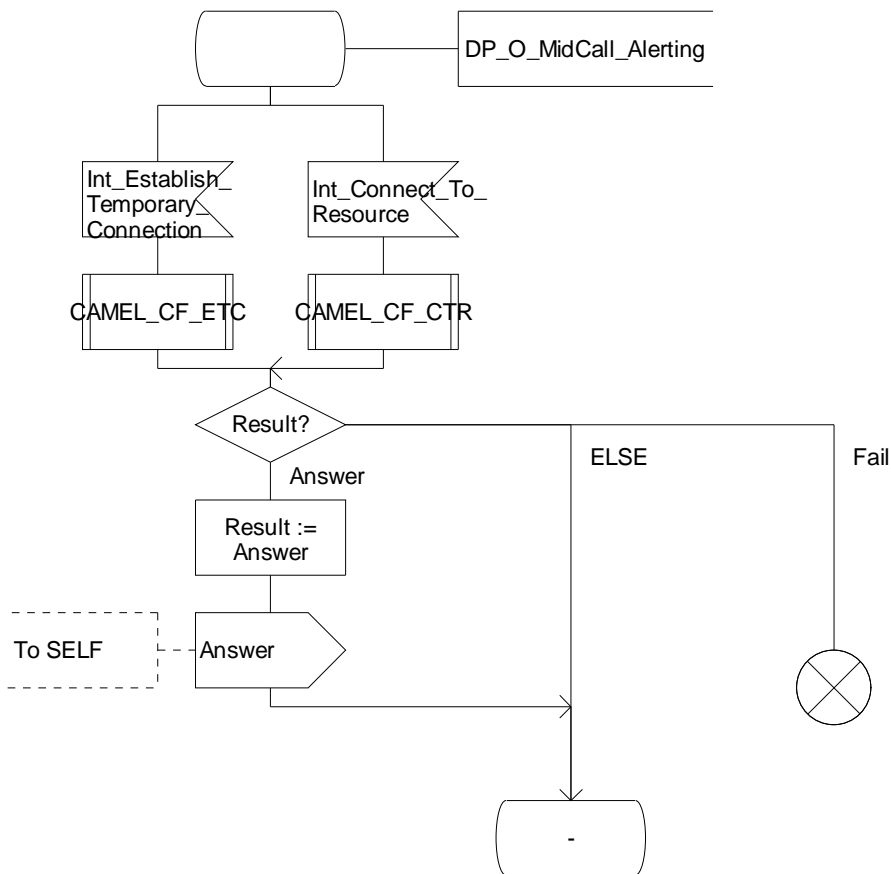 DP_O_MidCall_Alerting
Int_Establish_
Temporary_
Connection
Int_Connect_To_
Resource
CAMEL_CF_ETC
CAMEL_CF_CTR
Result?
ELSE
Fail
Answer
Result :=
Answer
To SELF
Answer
-